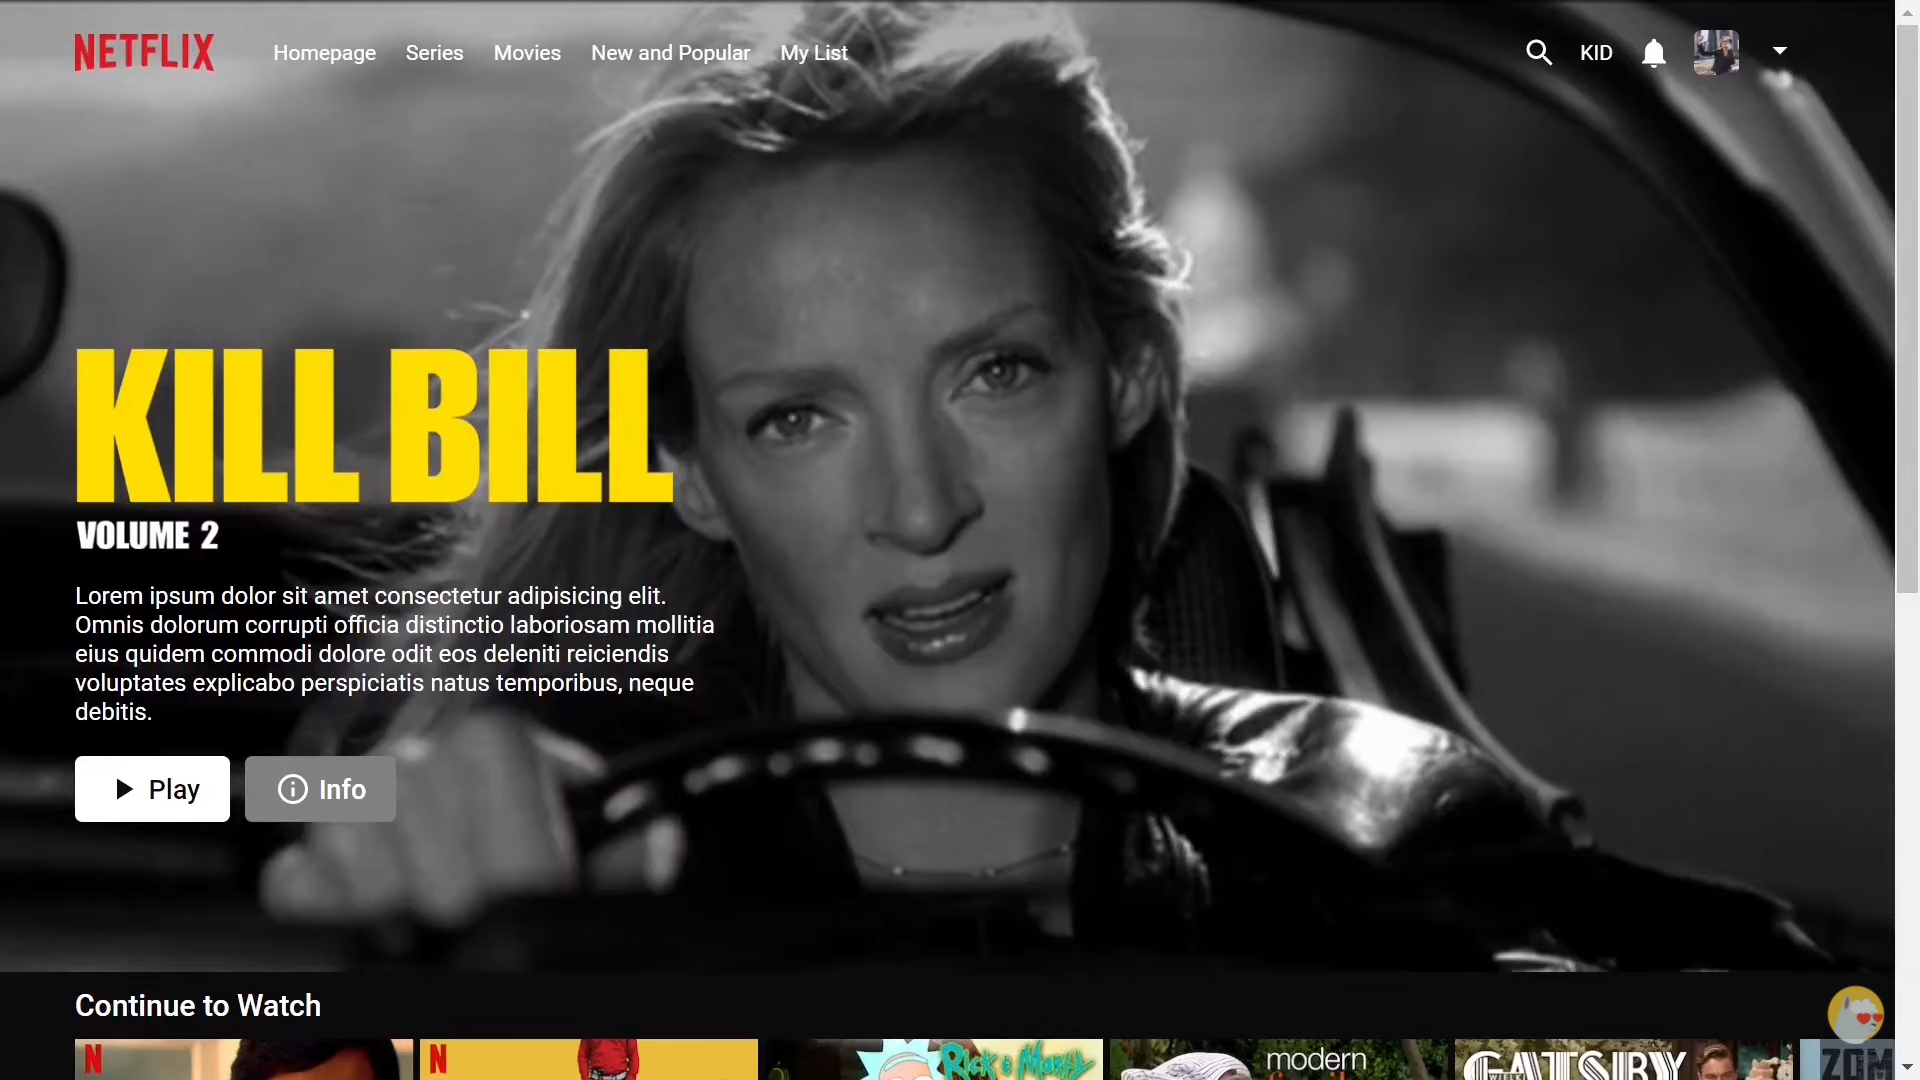 NETFLIX Homepage Series Movies New and Popular My List KID
KILL BILL
VOLUME 2
Lorem ipsum dolor sit amet consectetur adipisicing elit.
Omnis dolorum corrupti officia distinctio laboriosam mollitia
eius quidem commodi dolore odit eos deleniti reiciendis
voluptates explicabo perspiciatis natus temporibus, neque
debitis.
Play Info
Continue to Watch
N N RICK & MORTY modern GATSBY
WIELKI